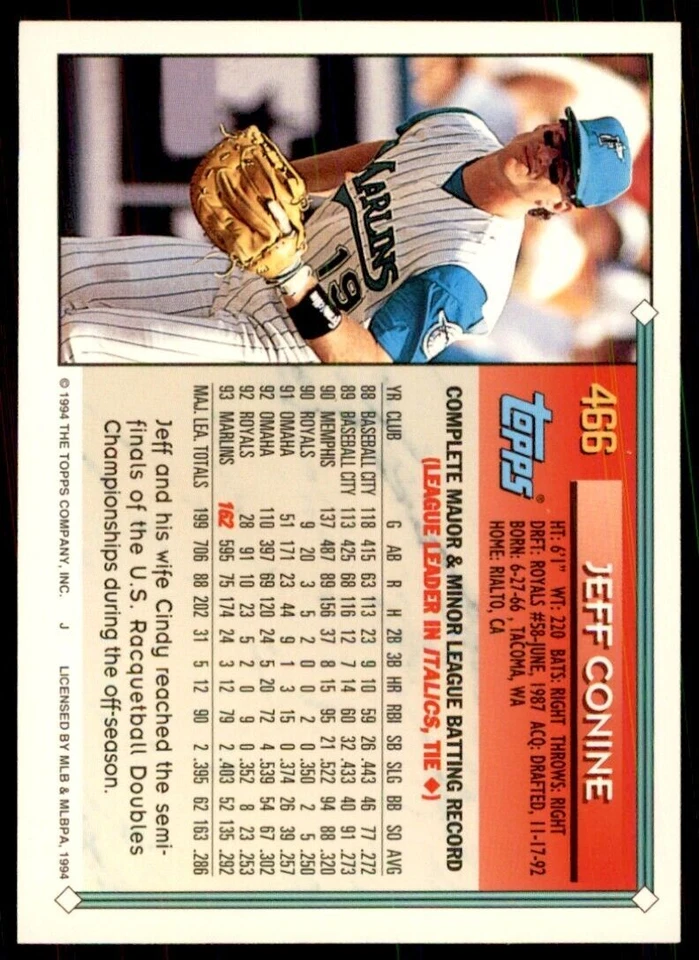 466
JEFF CONINE
topps®
HT: 6'1" WT: 220 BATS: RIGHT THROWS: RIGHT
DRFT: ROYALS #58-JUNE, 1987 ACQ: DRAFTED, 11-17-92
BORN: 6-27-66, TACOMA, WA
HOME: RIALTO, CA
COMPLETE MAJOR & MINOR LEAGUE BATTING RECORD
(LEAGUE LEADER IN ITALICS, TIE ♦)
YR CLUB G AB R H 2B 3B HR RBI SB SLG BB SO AVG
88 BASEBALL CITY 118 415 63 113 23 9 10 59 26 .443 46 77 .272
89 BASEBALL CITY 113 425 68 116 12 7 14 60 32 .433 40 91 .273
90 MEMPHIS 137 487 89 156 37 8 15 95 21 .522 94 88 .320
90 ROYALS 9 20 3 5 2 0 0 2 0 .350 2 5 .250
91 OMAHA 51 171 23 44 9 1 3 15 0 .374 26 39 .257
92 OMAHA 110 397 69 120 24 5 20 72 4 .539 54 67 .302
92 ROYALS 28 91 10 23 5 2 0 9 0 .352 8 23 .253
93 MARLINS 162 595 75 174 24 3 12 79 2 .403 52 135 .292
MAJ. LEA. TOTALS 199 706 88 202 31 5 12 90 2 .395 62 163 .286
Jeff and his wife Cindy reached the semi-
finals of the U.S. Racquetball Doubles
Championships during the off-season.
© 1994 THE TOPPS COMPANY, INC. J LICENSED BY MLB & MLBPA, 1994
MARLINS
19
F